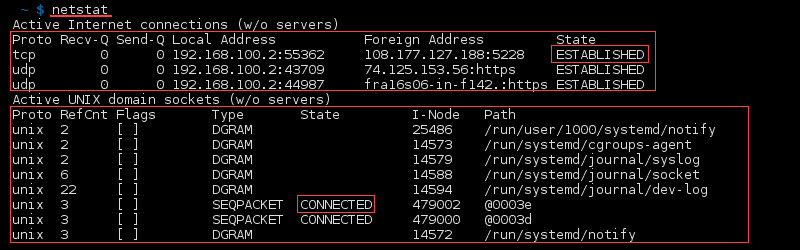 ~ $ netstat
Active Internet connections (w/o servers)
Proto Recv-Q Send-Q Local Address Foreign Address State
tcp 0 0 192.168.100.2:55362 108.177.127.188:5228 ESTABLISHED
udp 0 0 192.168.100.2:43709 74.125.153.56:https ESTABLISHED
udp 0 0 192.168.100.2:44987 fra16s06-in-f142.:https ESTABLISHED
Active UNIX domain sockets (w/o servers)
Proto RefCnt Flags Type State I-Node Path
unix 2 [ ] DGRAM 25486 /run/user/1000/systemd/notify
unix 2 [ ] DGRAM 14573 /run/systemd/cgroups-agent
unix 2 [ ] DGRAM 14579 /run/systemd/journal/syslog
unix 6 [ ] DGRAM 14588 /run/systemd/journal/socket
unix 22 [ ] DGRAM 14594 /run/systemd/journal/dev-log
unix 3 [ ] SEQPACKET CONNECTED 479002 @0003e
unix 3 [ ] SEQPACKET CONNECTED 479000 @0003d
unix 3 [ ] DGRAM 14572 /run/systemd/notify